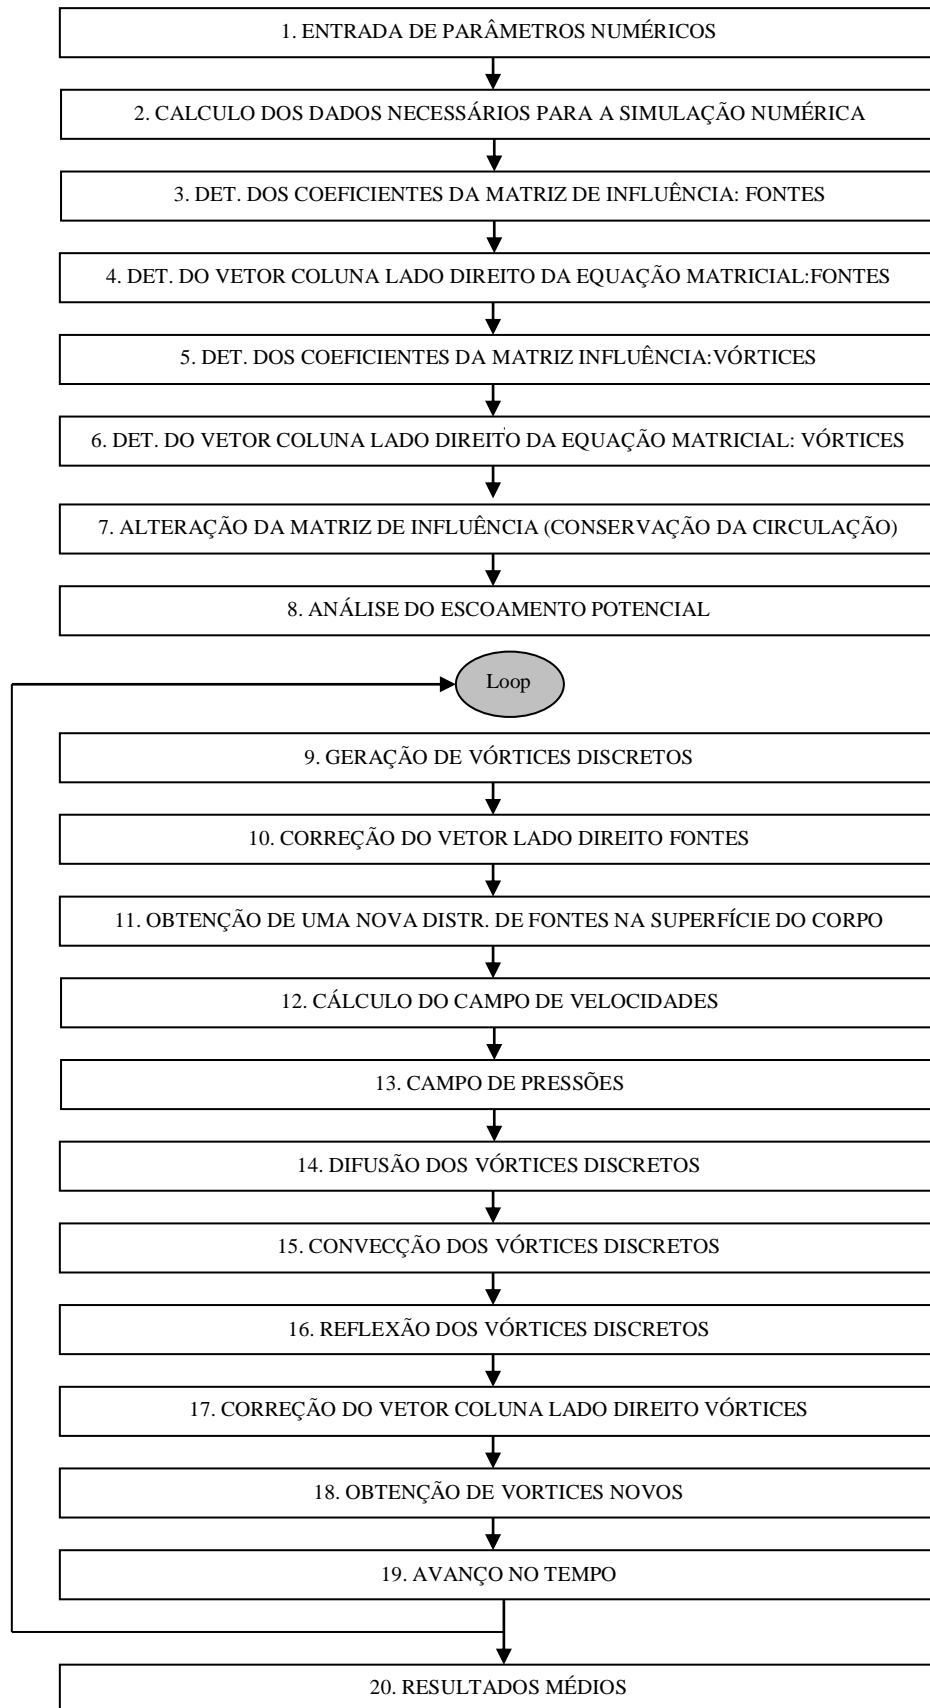 1. ENTRADA DE PARÂMETROS NUMÉRICOS
2. CALCULO DOS DADOS NECESSÁRIOS PARA A SIMULAÇÃO NUMÉRICA
3. DET. DOS COEFICIENTES DA MATRIZ DE INFLUÊNCIA: FONTES
4. DET. DO VETOR COLUNA LADO DIREITO DA EQUAÇÃO MATRICIAL:FONTES
5. DET. DOS COEFICIENTES DA MATRIZ INFLUÊNCIA:VÓRTICES
6. DET. DO VETOR COLUNA LADO DIREITO DA EQUAÇÃO MATRICIAL: VÓRTICES
7. ALTERAÇÃO DA MATRIZ DE INFLUÊNCIA (CONSERVAÇÃO DA CIRCULAÇÃO)
8. ANÁLISE DO ESCOAMENTO POTENCIAL
Loop
9. GERAÇÃO DE VÓRTICES DISCRETOS
10. CORREÇÃO DO VETOR LADO DIREITO FONTES
11. OBTENÇÃO DE UMA NOVA DISTR. DE FONTES NA SUPERFÍCIE DO CORPO
12. CÁLCULO DO CAMPO DE VELOCIDADES
13. CAMPO DE PRESSÕES
14. DIFUSÃO DOS VÓRTICES DISCRETOS
15. CONVECÇÃO DOS VÓRTICES DISCRETOS
16. REFLEXÃO DOS VÓRTICES DISCRETOS
17. CORREÇÃO DO VETOR COLUNA LADO DIREITO VÓRTICES
18. OBTENÇÃO DE VORTICES NOVOS
19. AVANÇO NO TEMPO
20. RESULTADOS MÉDIOS